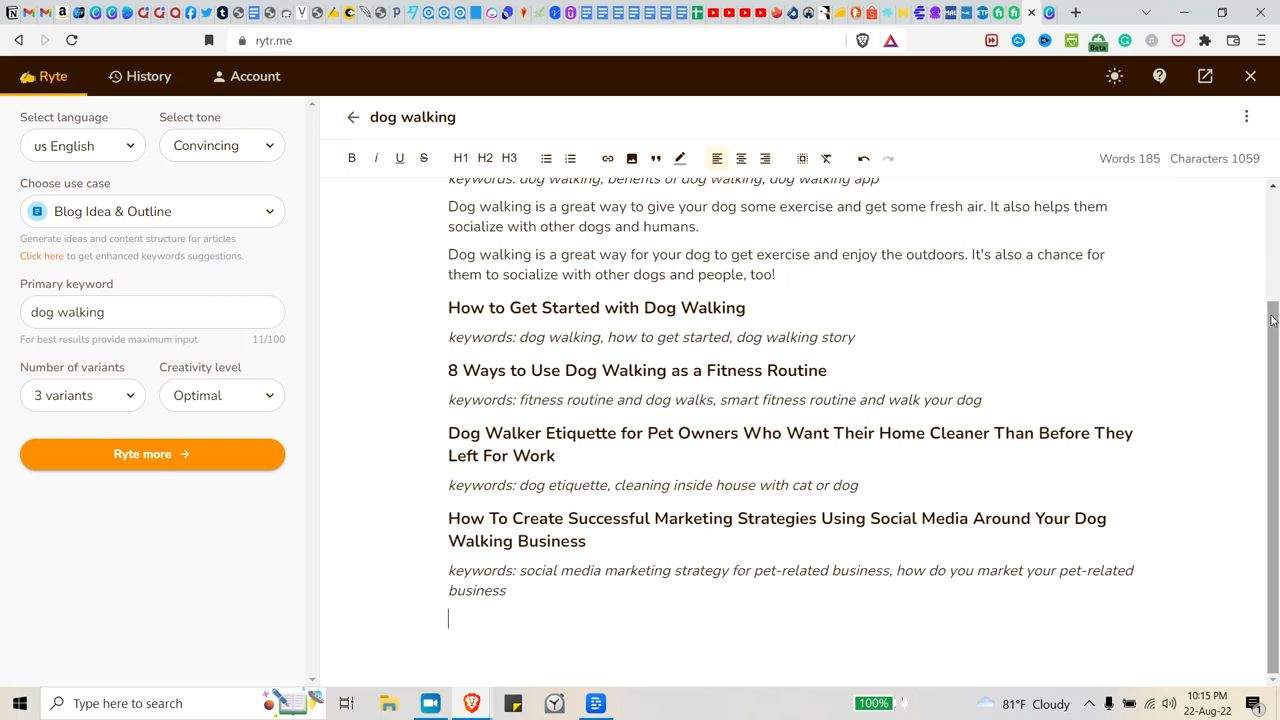 rytr.me
Beta
Ryte
History
Account
Select language
Select tone
us English
Convincing
Choose use case
Blog Idea & Outline
Generate ideas and content structure for articles
Click here to get enhanced keywords suggestions.
Primary keyword
dog walking
For best results provide maximum input
11/100
Number of variants
Creativity level
3 variants
Optimal
Ryte more →
dog walking
B i U S H1 H2 H3
Words 185 Characters 1059
keywords: dog walking, benefits of dog walking, dog walking app
Dog walking is a great way to give your dog some exercise and get some fresh air. It also helps them
socialize with other dogs and humans.
Dog walking is a great way for your dog to get exercise and enjoy the outdoors. It's also a chance for
them to socialize with other dogs and people, too!
How to Get Started with Dog Walking
keywords: dog walking, how to get started, dog walking story
8 Ways to Use Dog Walking as a Fitness Routine
keywords: fitness routine and dog walks, smart fitness routine and walk your dog
Dog Walker Etiquette for Pet Owners Who Want Their Home Cleaner Than Before They
Left For Work
keywords: dog etiquette, cleaning inside house with cat or dog
How To Create Successful Marketing Strategies Using Social Media Around Your Dog
Walking Business
keywords: social media marketing strategy for pet-related business, how do you market your pet-related
business
Type here to search
100%
81°F Cloudy
10:15 PM
22-Aug-22
1